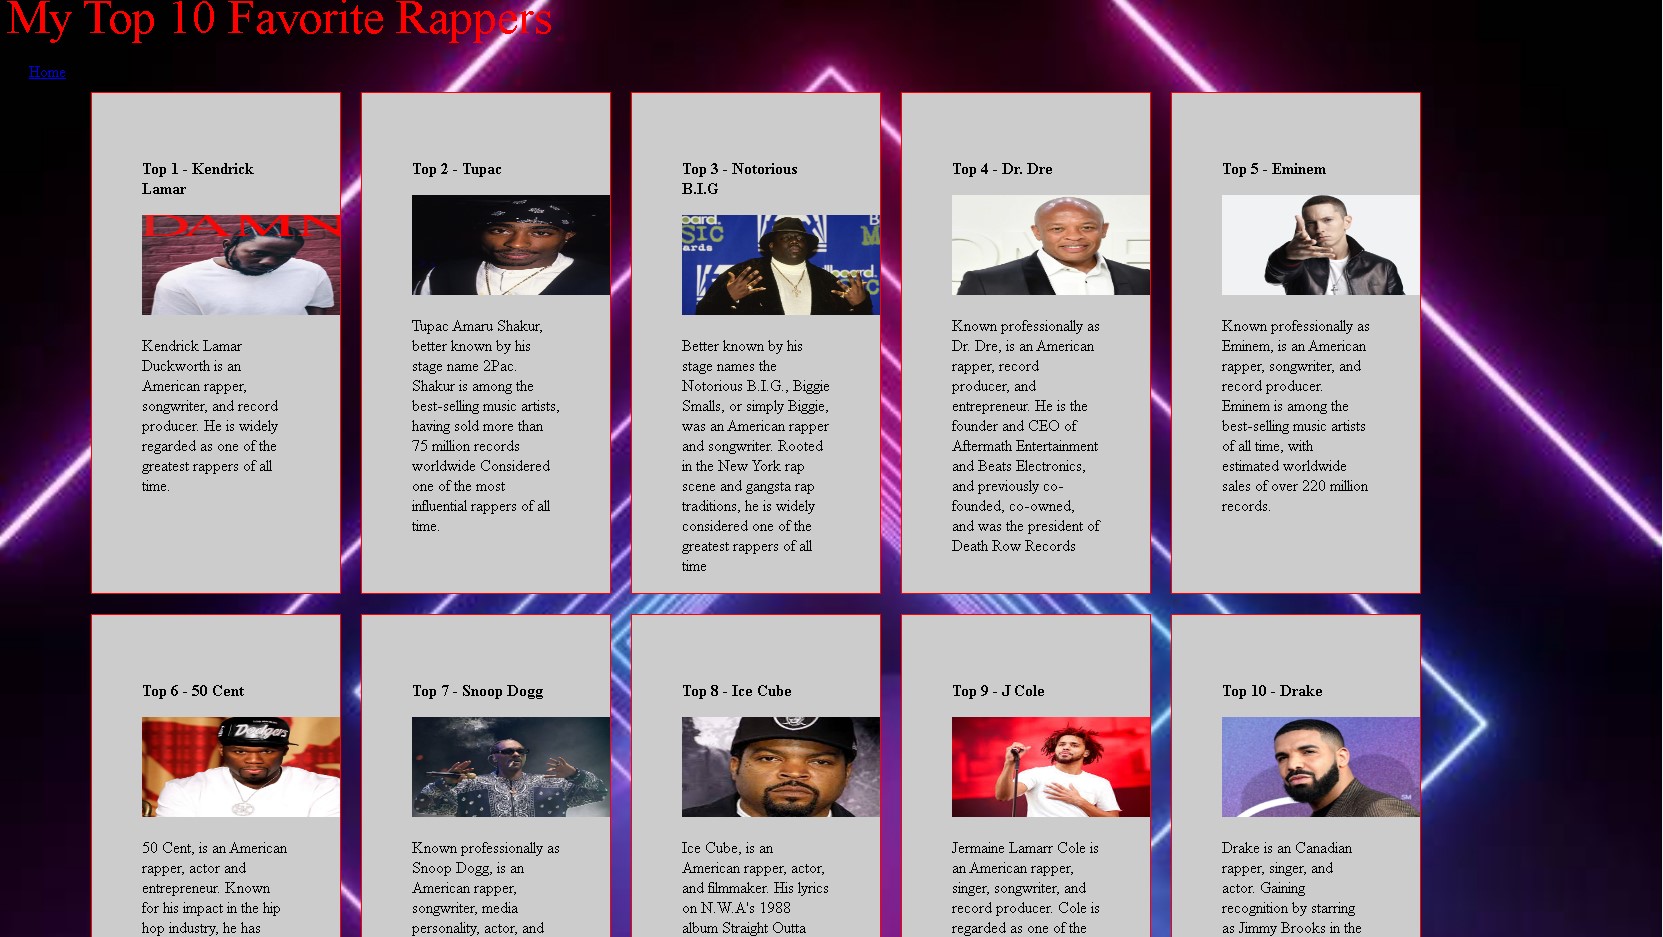 My Top 10 Favorite Rappers
Home
Top 1 - Kendrick
Lamar
DAMN
Kendrick Lamar
Duckworth is an
American rapper,
songwriter, and record
producer. He is widely
regarded as one of the
greatest rappers of all
time.
Top 2 - Tupac
Tupac Amaru Shakur,
better known by his
stage name 2Pac.
Shakur is among the
best-selling music artists,
having sold more than
75 million records
worldwide Considered
one of the most
influential rappers of all
time.
Top 3 - Notorious
B.I.G
Better known by his
stage names the
Notorious B.I.G., Biggie
Smalls, or simply Biggie,
was an American rapper
and songwriter. Rooted
in the New York rap
scene and gangsta rap
traditions, he is widely
considered one of the
greatest rappers of all
time
Top 4 - Dr. Dre
Known professionally as
Dr. Dre, is an American
rapper, record
producer, and
entrepreneur. He is the
founder and CEO of
Aftermath Entertainment
and Beats Electronics,
and previously co-
founded, co-owned,
and was the president of
Death Row Records
Top 5 - Eminem
Known professionally as
Eminem, is an American
rapper, songwriter, and
record producer.
Eminem is among the
best-selling music artists
of all time, with
estimated worldwide
sales of over 220 million
records.
Top 6 - 50 Cent
Dodgers
50 Cent, is an American
rapper, actor and
entrepreneur. Known
for his impact in the hip
hop industry, he has
Top 7 - Snoop Dogg
Known professionally as
Snoop Dogg, is an
American rapper,
songwriter, media
personality, actor, and
Top 8 - Ice Cube
Ice Cube, is an
American rapper, actor,
and filmmaker. His lyrics
on N.W.A's 1988
album Straight Outta
Top 9 - J Cole
Jermaine Lamarr Cole is
an American rapper,
singer, songwriter, and
record producer. Cole is
regarded as one of the
Top 10 - Drake
Drake is an Canadian
rapper, singer, and
actor. Gaining
recognition by starring
as Jimmy Brooks in the